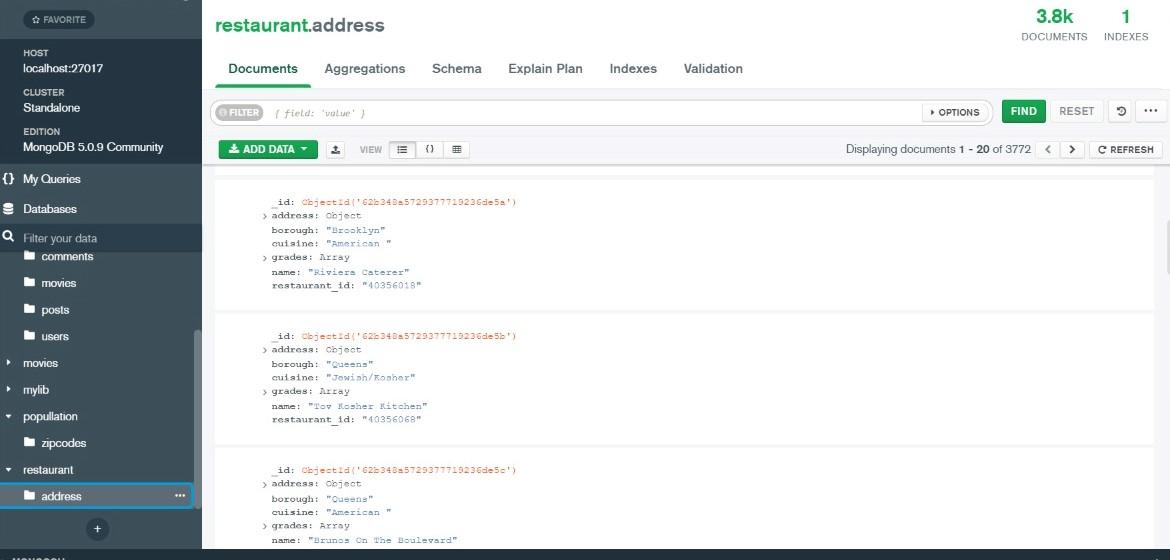 FAVORITE
HOST
localhost:27017
CLUSTER
Standalone
EDITION
MongoDB 5.0.9 Community
{} My Queries
Databases
Filter your data
comments
movies
posts
users
movies
mylib
popullation
zipcodes
restaurant
address ...
+
restaurant.address
3.8k
DOCUMENTS
1
INDEXES
Documents Aggregations Schema Explain Plan Indexes Validation
FILTER { field: 'value' } OPTIONS FIND RESET ...
ADD DATA VIEW {} Displaying documents 1 - 20 of 3772 < > REFRESH
_id: ObjectId('62b348a5729377719236de5a')
> address: Object
borough: "Brooklyn"
cuisine: "American "
> grades: Array
name: "Riviera Caterer"
restaurant_id: "40356018"
_id: ObjectId('62b348a5729377719236de5b')
> address: Object
borough: "Queens"
cuisine: "Jewish/Kosher"
> grades: Array
name: "Tov Kosher Kitchen"
restaurant_id: "40356068"
_id: ObjectId('62b348a5729377719236de5c')
> address: Object
borough: "Queens"
cuisine: "American "
> grades: Array
name: "Brunos On The Boulevard"